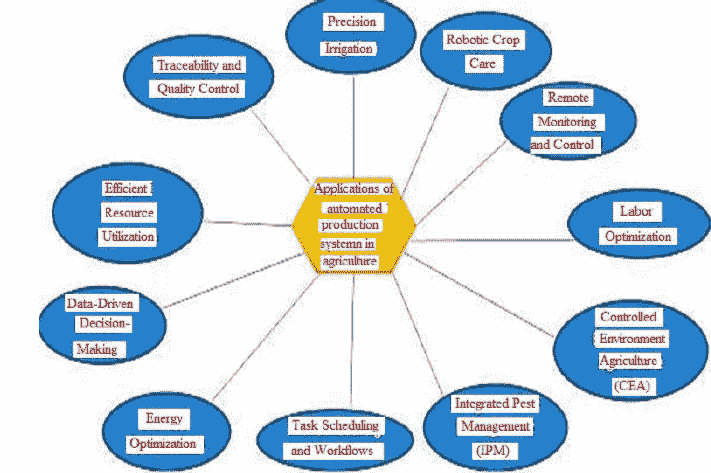 Precision
Irrigation
Robotic Crop
Care
Traceability and
Quality Control
Remote
Monitoring
and Control
Applications of
automated
production
systemn in
agriculture
Efficient
Resource
Utilization
Labor
Optimization
Data-Driven
Decision-
Making
Controlled
Environment
Agriculture
(CEA)
Energy
Optimization
Task Scheduling
and Workflows
Integrated Pest
Management
(IPM)